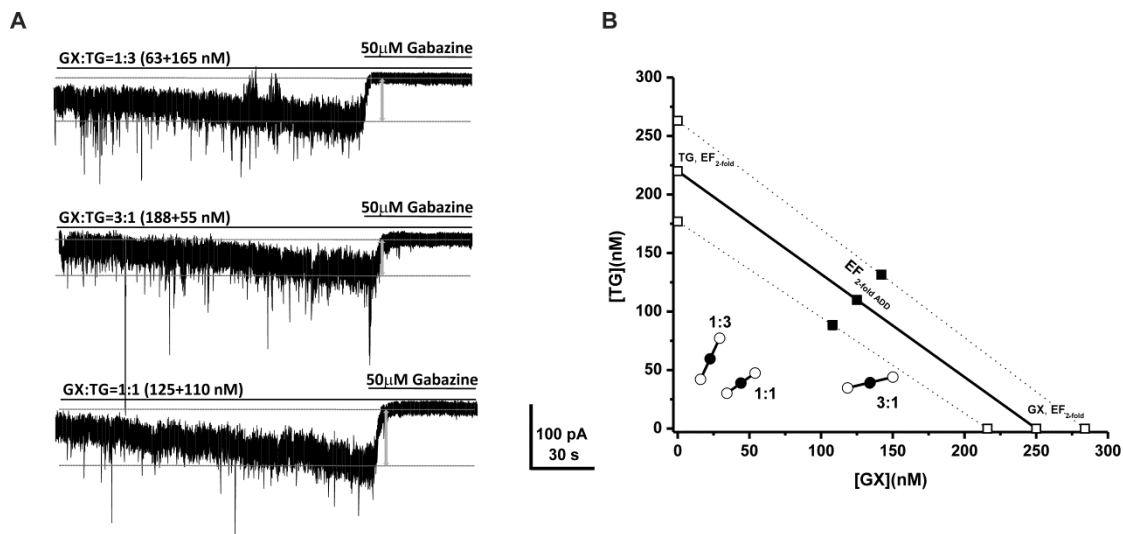 A
GX:TG=1:3 (63+165 nM)
50μM Gabazine
GX:TG=3:1 (188+55 nM)
50μM Gabazine
GX:TG=1:1 (125+110 nM)
50μM Gabazine
100 pA
30 s
B
[TG](nM)
300
250
200
150
100
50
0
TG, EF2-fold
EF2-fold ADD
1:3
1:1
3:1
GX, EF2-fold
0 50 100 150 200 250 300
[GX](nM)